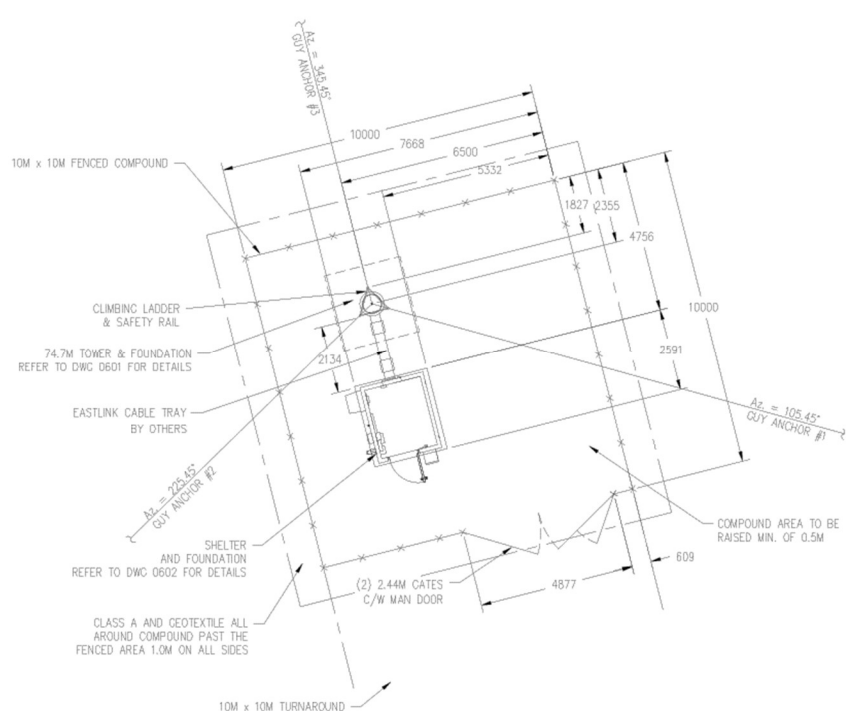 Az. = 345.45°
GUY ANCHOR #3
10000
7668
6500
5332
10M x 10M FENCED COMPOUND
1827
2355
4756
10000
CLIMBING LADDER
& SAFETY RAIL
74.7M TOWER & FOUNDATION
REFER TO DWG 0601 FOR DETAILS
2134
2591
EASTLINK CABLE TRAY
BY OTHERS
Az. = 105.45°
GUY ANCHOR #1
Az. = 225.45°
GUY ANCHOR #2
SHELTER
AND FOUNDATION
REFER TO DWG 0602 FOR DETAILS
COMPOUND AREA TO BE
RAISED MIN. OF 0.5M
(2) 2.44M GATES
C/W MAN DOOR
4877
609
CLASS A AND GEOTEXTILE ALL
AROUND COMPOUND PAST THE
FENCED AREA 1.0M ON ALL SIDES
10M x 10M TURNAROUND